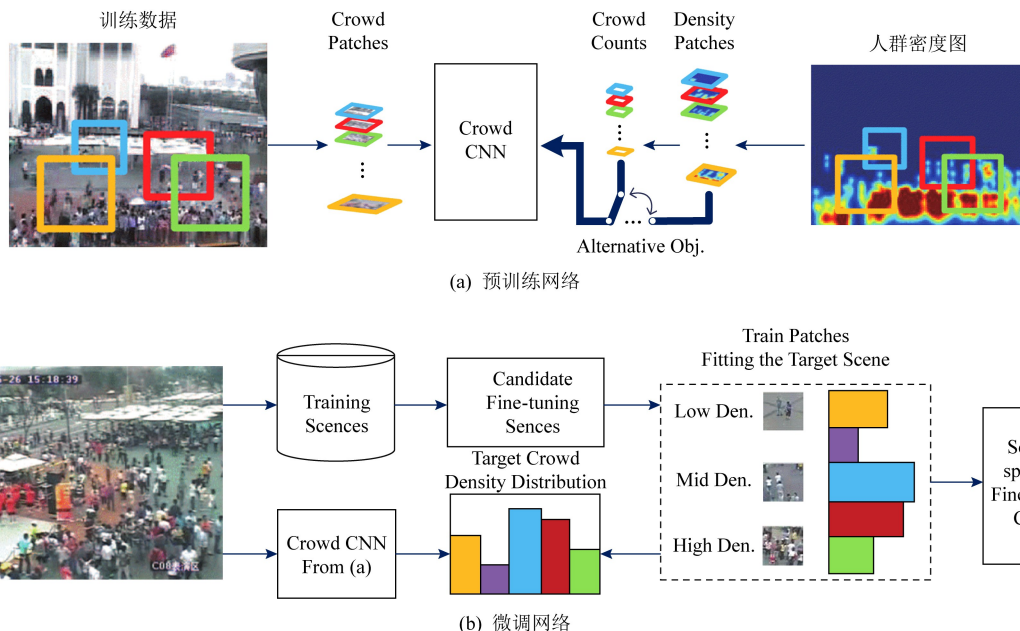 训练数据
Crowd
Patches
Crowd
Counts
Density
Patches
人群密度图
Crowd
CNN
Alternative Obj.
(a) 预训练网络
Train Patches
Fitting the Target Scene
15:18:39
Training
Scences
Candidate
Fine-tuning
Sences
Low Den.
Mid Den.
High Den.
Target Crowd
Density Distribution
Crowd CNN
From (a)
(b) 微调网络